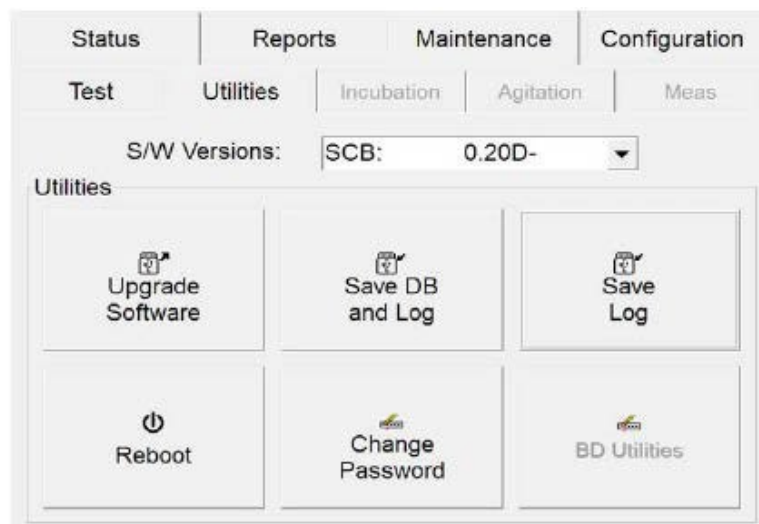 Status Reports Maintenance Configuration
Test Utilities Incubation Agitation Meas
S/W Versions: SCB: 0.20D-
Utilities
Upgrade
Software
Save DB
and Log
Save
Log
Reboot
Change
Password
BD Utilities